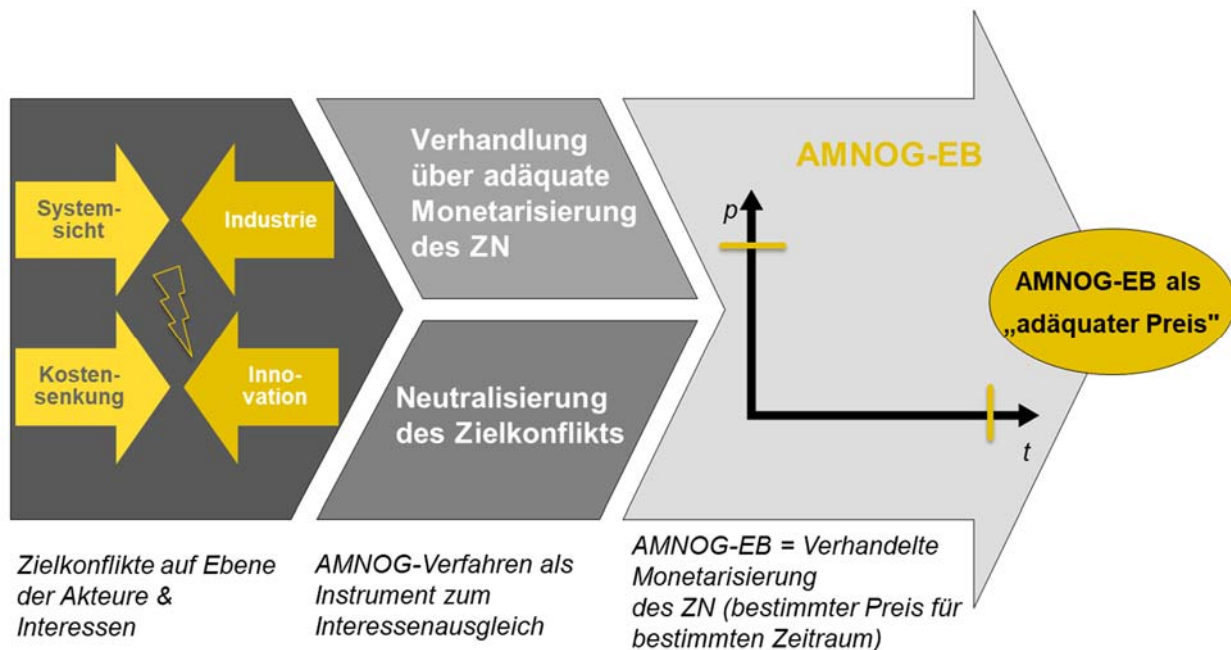 System-
sicht
Industrie
Kosten-
senkung
Inno-
vation
Verhandlung
über adäquate
Monetarisierung
des ZN
Neutralisierung
des Zielkonflikts
AMNOG-EB
p
t
AMNOG-EB als
„adäquater Preis"
Zielkonflikte auf Ebene
der Akteure &
Interessen
AMNOG-Verfahren als
Instrument zum
Interessenausgleich
AMNOG-EB = Verhandelte
Monetarisierung
des ZN (bestimmter Preis für
bestimmten Zeitraum)